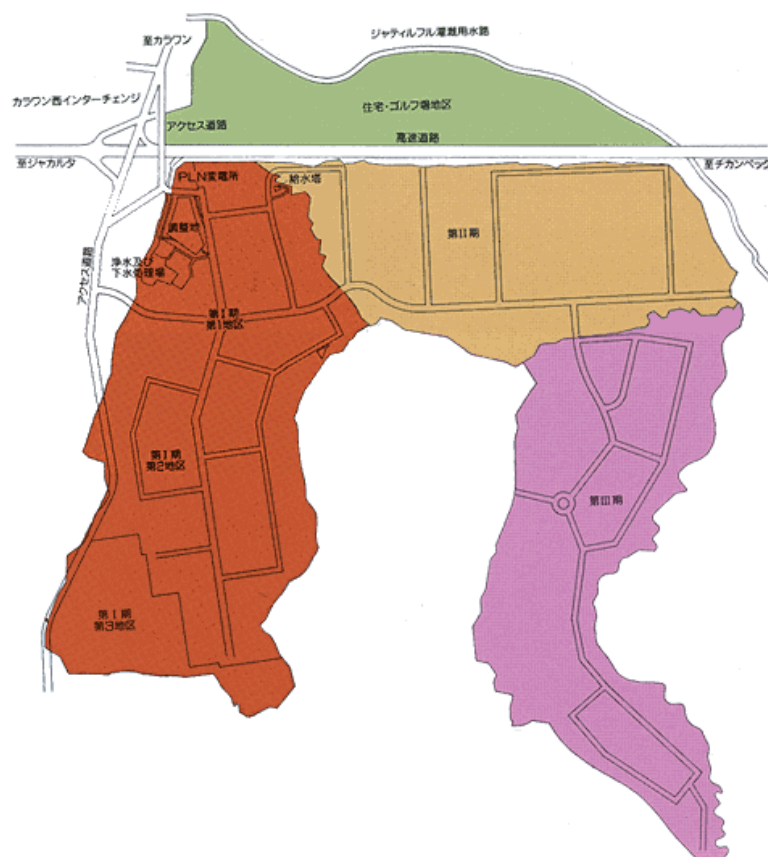 至カラワン
ジャティルフル灌漑用水路
カラワン西インターチェンジ
住宅・ゴルフ場地区
アクセス道路
高速道路
至ジャカルタ
至チカンペック
PLN変電所
給水塔
調整池
第II期
浄水及び
下水処理場
アクセス道路
第I期
第1地区
第I期
第2地区
第III期
第I期
第3地区